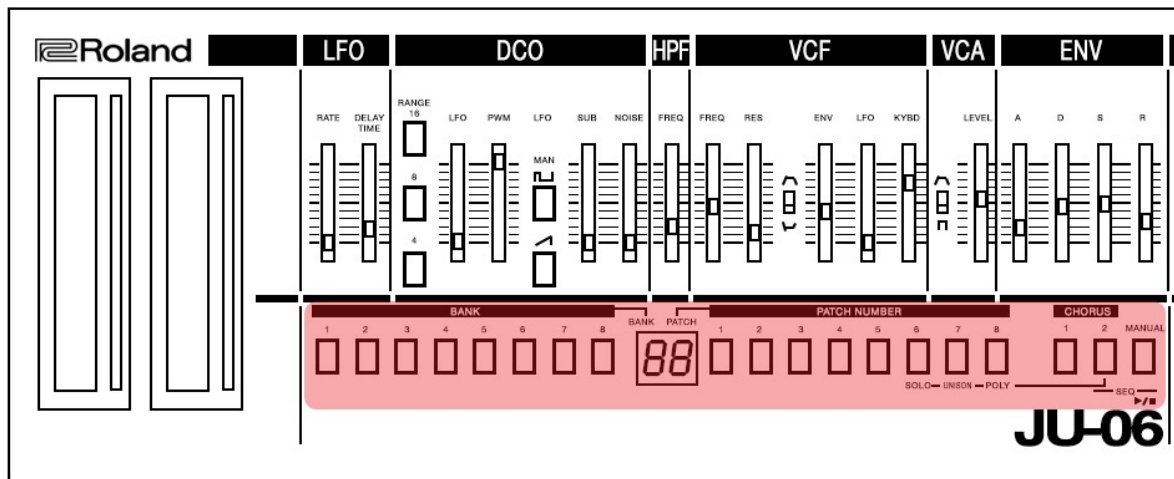 Roland
LFO DCO HPF VCF VCA ENV
RANGE
RATE DELAY TIME 16 LFO PWM LFO SUB NOISE FREQ FREQ RES ENV LFO KYBD LEVEL A D S R
MAN
8
4
BANK PATCH NUMBER CHORUS
BANK PATCH
1 2 3 4 5 6 7 8 1 2 3 4 5 6 7 8 1 2 MANUAL
88
SOLO UNISON POLY
SEQ
JU-06